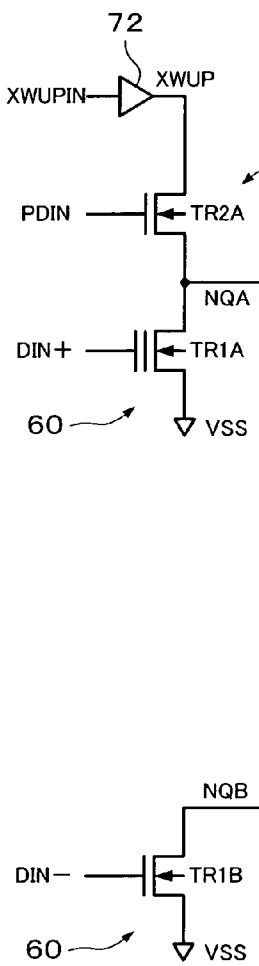 72
XWUPIN
XWUP
PDIN
TR2A
NQA
DIN+
TR1A
60
VSS
NQB
DIN−
TR1B
60
VSS